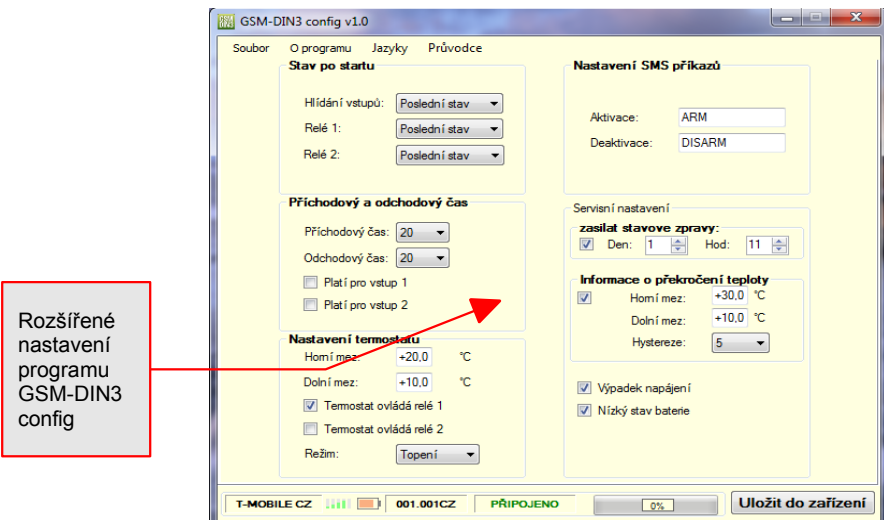 GSM-DIN3 config v1.0
Soubor O programu Jazyky Průvodce
Stav po startu
Hlídání vstupů: Poslední stav
Relé 1: Poslední stav
Relé 2: Poslední stav
Příchodový a odchodový čas
Příchodový čas: 20
Odchodový čas: 20
Platí pro vstup 1
Platí pro vstup 2
Nastavení termostatu
Horní mez: +20,0 °C
Dolní mez: +10,0 °C
Termostat ovládá relé 1
Termostat ovládá relé 2
Režim: Topení
Nastavení SMS příkazů
Aktivace: ARM
Deaktivace: DISARM
Servisní nastavení
zasilat stavove zpravy:
Den: 1 Hod: 11
Informace o překročení teploty
Horní mez: +30,0 °C
Dolní mez: +10,0 °C
Hystereze: 5
Výpadek napájení
Nízký stav baterie
T-MOBILE CZ 001.001CZ PŘIPOJENO 0% Uložit do zařízení
Rozšířené
nastavení
programu
GSM-DIN3
config